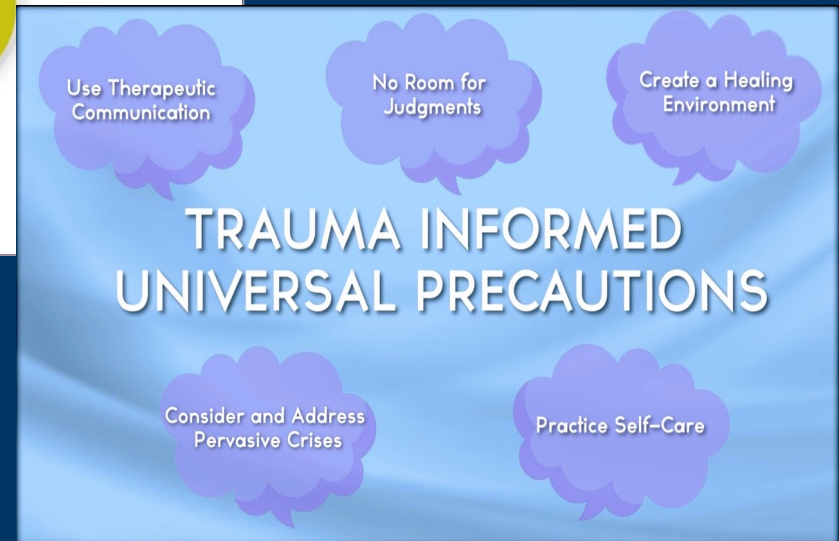 Use Therapeutic
Communication
No Room for
Judgments
Create a Healing
Environment
TRAUMA INFORMED
UNIVERSAL PRECAUTIONS
Consider and Address
Pervasive Crises
Practice Self-Care